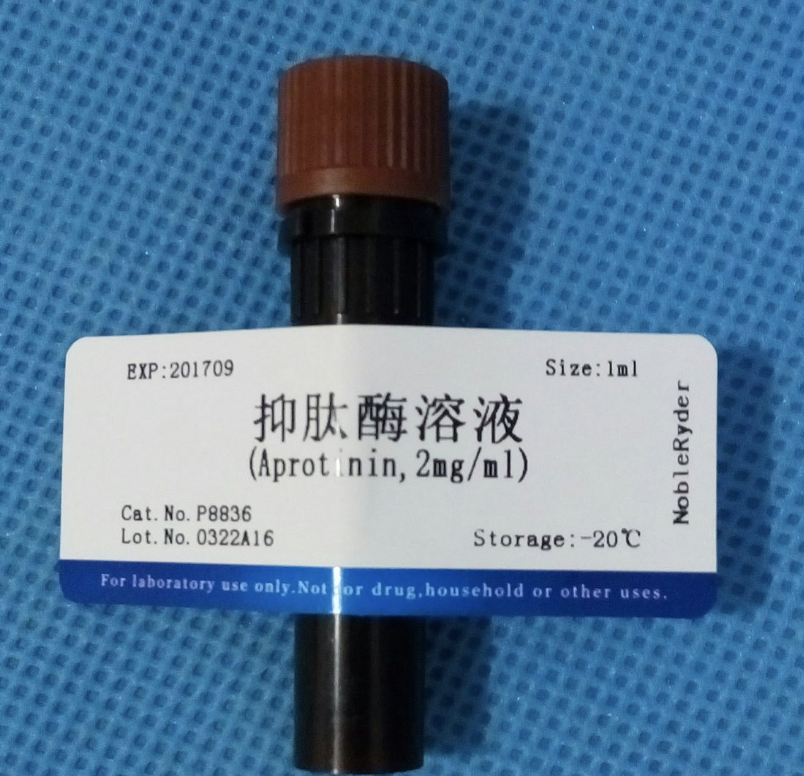 EXP:201709
Size:1ml
抑肽酶溶液
(Aprotinin,2mg/ml)
Cat.No.P8836
Lot.No.0322A16
Storage:-20℃
NobleRyder
For laboratory use only.Not for drug,household or other uses.